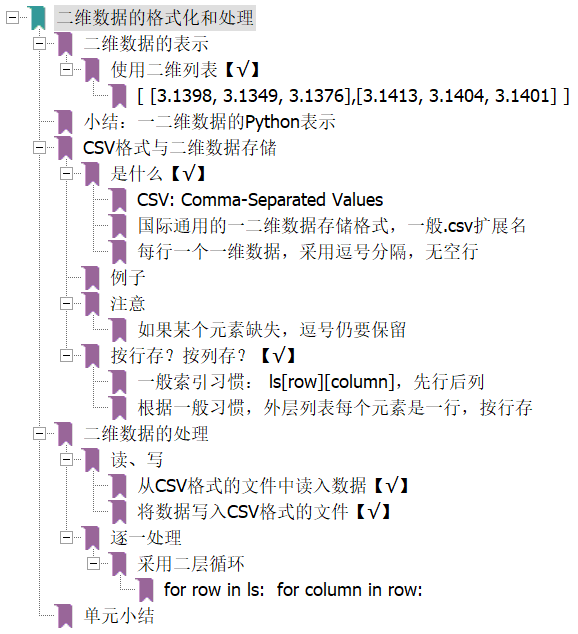 二维数据的格式化和处理
二维数据的表示
使用二维列表【√】
[ [3.1398, 3.1349, 3.1376],[3.1413, 3.1404, 3.1401] ]
小结：一二维数据的Python表示
CSV格式与二维数据存储
是什么【√】
CSV: Comma-Separated Values
国际通用的一二维数据存储格式，一般.csv扩展名
每行一个一维数据，采用逗号分隔，无空行
例子
注意
如果某个元素缺失，逗号仍要保留
按行存？按列存？【√】
一般索引习惯： ls[row][column]，先行后列
根据一般习惯，外层列表每个元素是一行，按行存
二维数据的处理
读、写
从CSV格式的文件中读入数据【√】
将数据写入CSV格式的文件【√】
逐一处理
采用二层循环
for row in ls:  for column in row:
单元小结